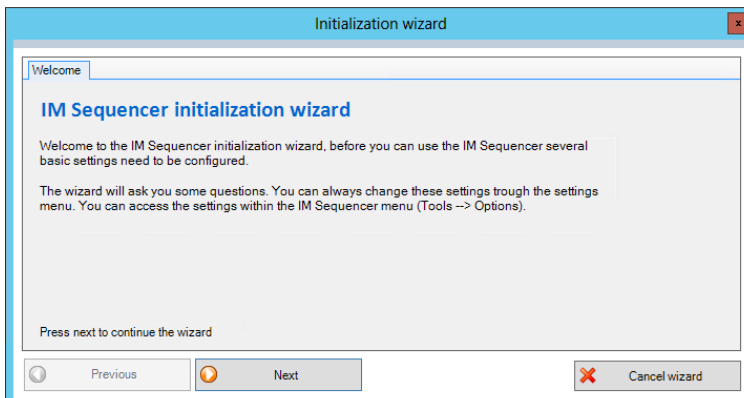 Initialization wizard
x
Welcome
IM Sequencer initialization wizard
Welcome to the IM Sequencer initialization wizard, before you can use the IM Sequencer several
basic settings need to be configured.
The wizard will ask you some questions. You can always change these settings trough the settings
menu. You can access the settings within the IM Sequencer menu (Tools --> Options).
Press next to continue the wizard
Previous
Next
Cancel wizard